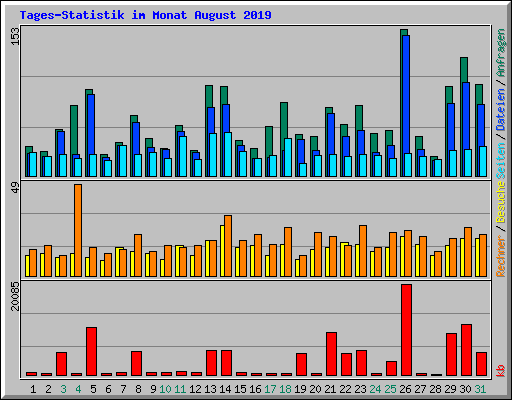 Tages-Statistik im Monat August 2019
153
49
20085
Rechner / Besuche Seiten / Dateien / Anfragen
kb
1 2 3 4 5 6 7 8 9 10 11 12 13 14 15 16 17 18 19 20 21 22 23 24 25 26 27 28 29 30 31